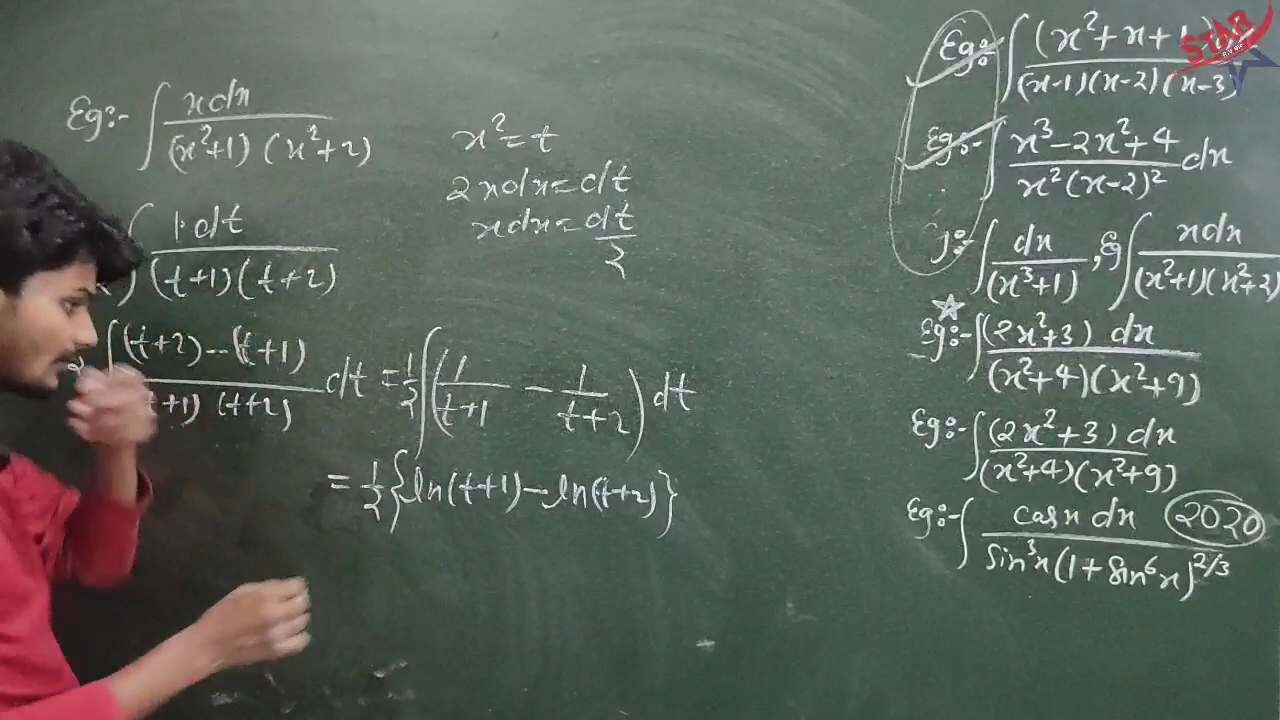 Eg:- ∫ xdx / (x²+1) (x²+2)
x² = t
2xdx = dt
xdx = dt/2
∫ 1·dt / (t+1)(t+2)
∫ (t+2) - (t+1) / (t+1)(t+2) dt = 1/2 ∫ (1/t+1 - 1/t+2) dt
= 1/2 {ln(t+1) - ln(t+2)}
Eg:- ∫ (x²+x+1) dx / (x-1)(x-2)(x-3)
Eg:- ∫ x³-2x²+4 / x²(x-2)² dx
g:- ∫ dx / (x³+1) , Eg ∫ xdx / (x²+1)(x²+2)
Eg:- ∫ (2x²+3) dx / (x²+4)(x²+9)
Eg:- ∫ (2x²+3) dx / (x²+4)(x²+9)
Eg:- ∫ cosx dx / sin³x(1+sin⁶x)^2/3 2020
STAR